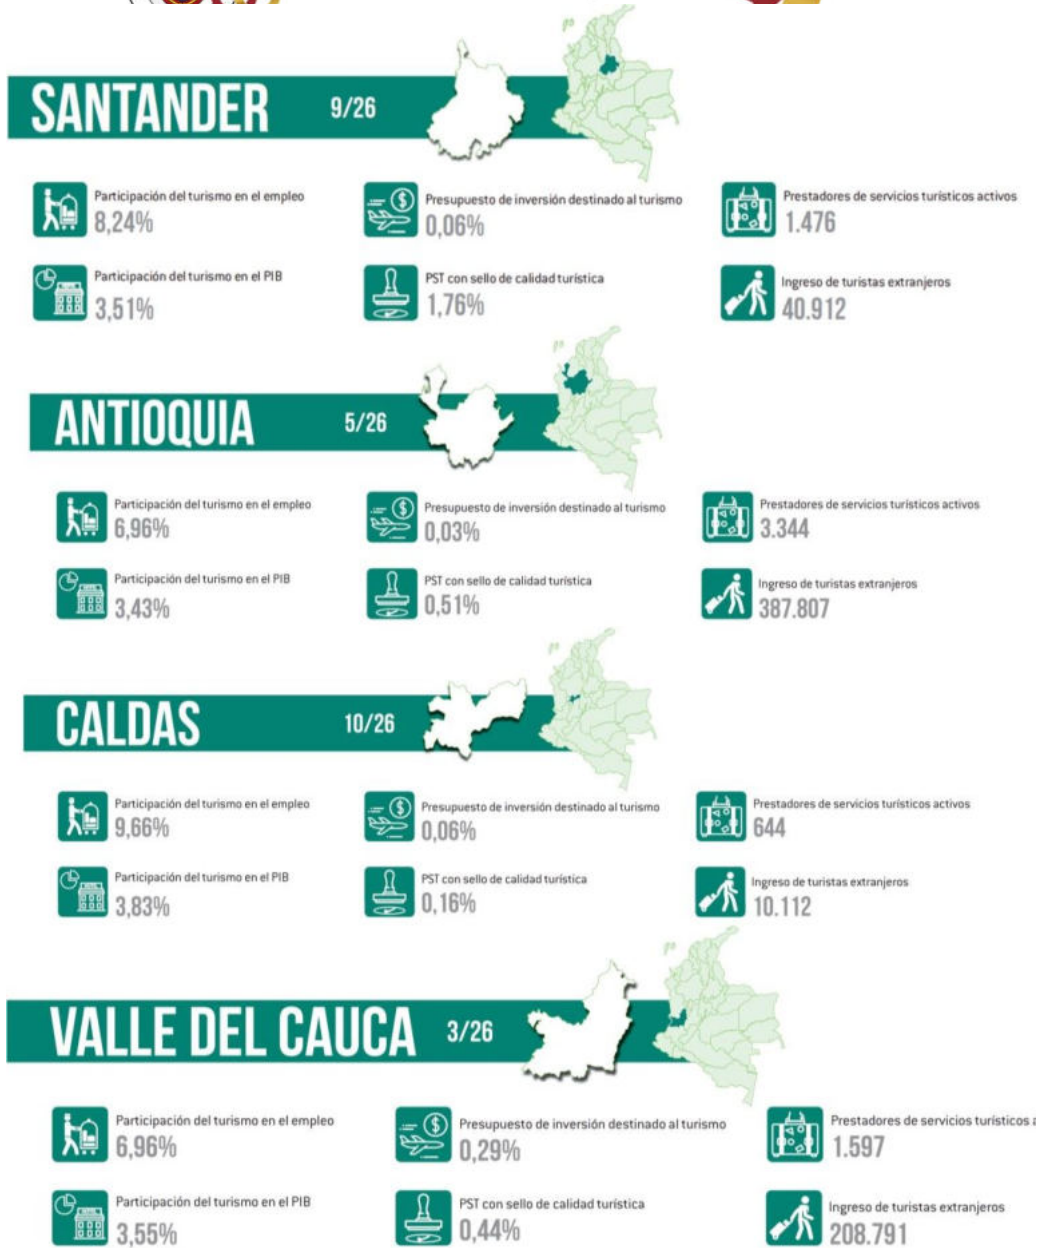 SANTANDER 9/26
Participación del turismo en el empleo
8,24%
Presupuesto de inversión destinado al turismo
0,06%
Prestadores de servicios turísticos activos
1.476
Participación del turismo en el PIB
3,51%
PST con sello de calidad turística
1,76%
Ingreso de turistas extranjeros
40.912
ANTIOQUIA 5/26
Participación del turismo en el empleo
6,96%
Presupuesto de inversión destinado al turismo
0,03%
Prestadores de servicios turísticos activos
3.344
Participación del turismo en el PIB
3,43%
PST con sello de calidad turística
0,51%
Ingreso de turistas extranjeros
387.807
CALDAS 10/26
Participación del turismo en el empleo
9,66%
Presupuesto de inversión destinado al turismo
0,06%
Prestadores de servicios turísticos activos
644
Participación del turismo en el PIB
3,83%
PST con sello de calidad turística
0,16%
Ingreso de turistas extranjeros
10.112
VALLE DEL CAUCA 3/26
Participación del turismo en el empleo
6,96%
Presupuesto de inversión destinado al turismo
0,29%
Prestadores de servicios turísticos
1.597
Participación del turismo en el PIB
3,55%
PST con sello de calidad turística
0,44%
Ingreso de turistas extranjeros
208.791